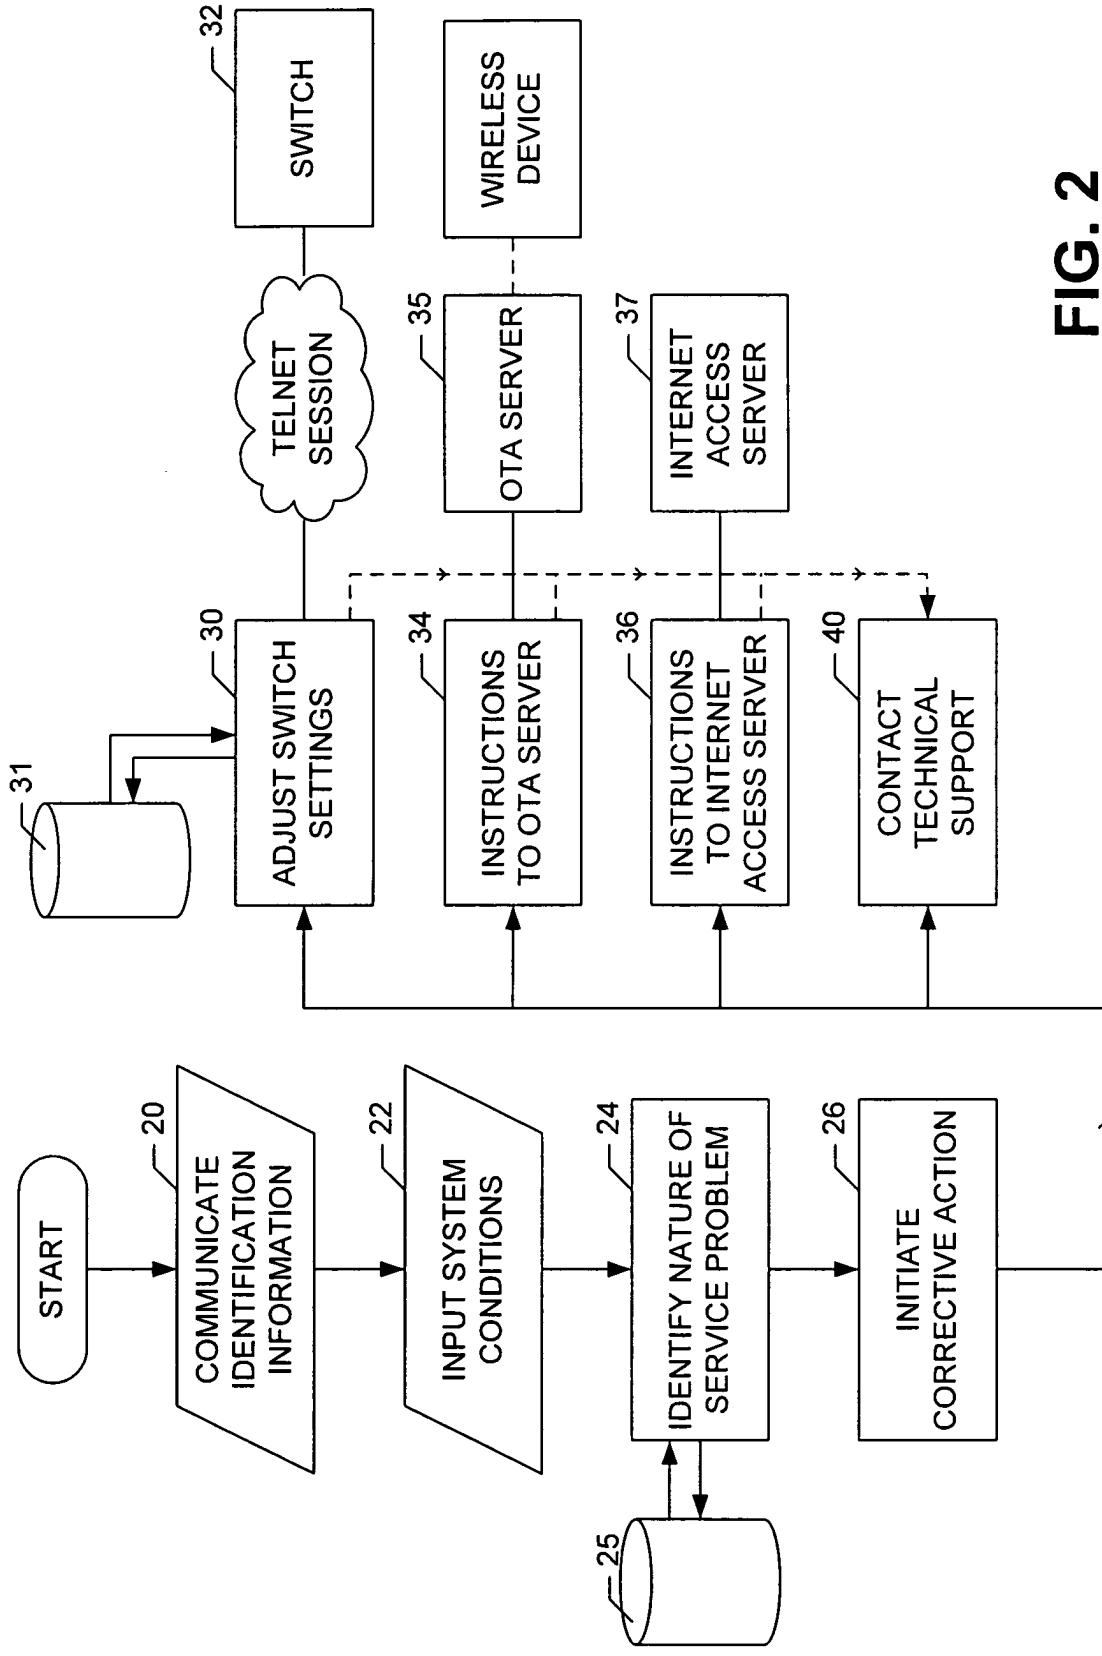 START
20
COMMUNICATE
IDENTIFICATION
INFORMATION
22
INPUT SYSTEM
CONDITIONS
24
IDENTIFY NATURE OF
SERVICE PROBLEM
25
26
INITIATE
CORRECTIVE ACTION
31
30
ADJUST SWITCH
SETTINGS
TELNET
SESSION
32
SWITCH
34
INSTRUCTIONS
TO OTA SERVER
35
OTA SERVER
WIRELESS
DEVICE
36
INSTRUCTIONS
TO INTERNET
ACCESS SERVER
37
INTERNET
ACCESS
SERVER
40
CONTACT
TECHNICAL
SUPPORT
FIG. 2